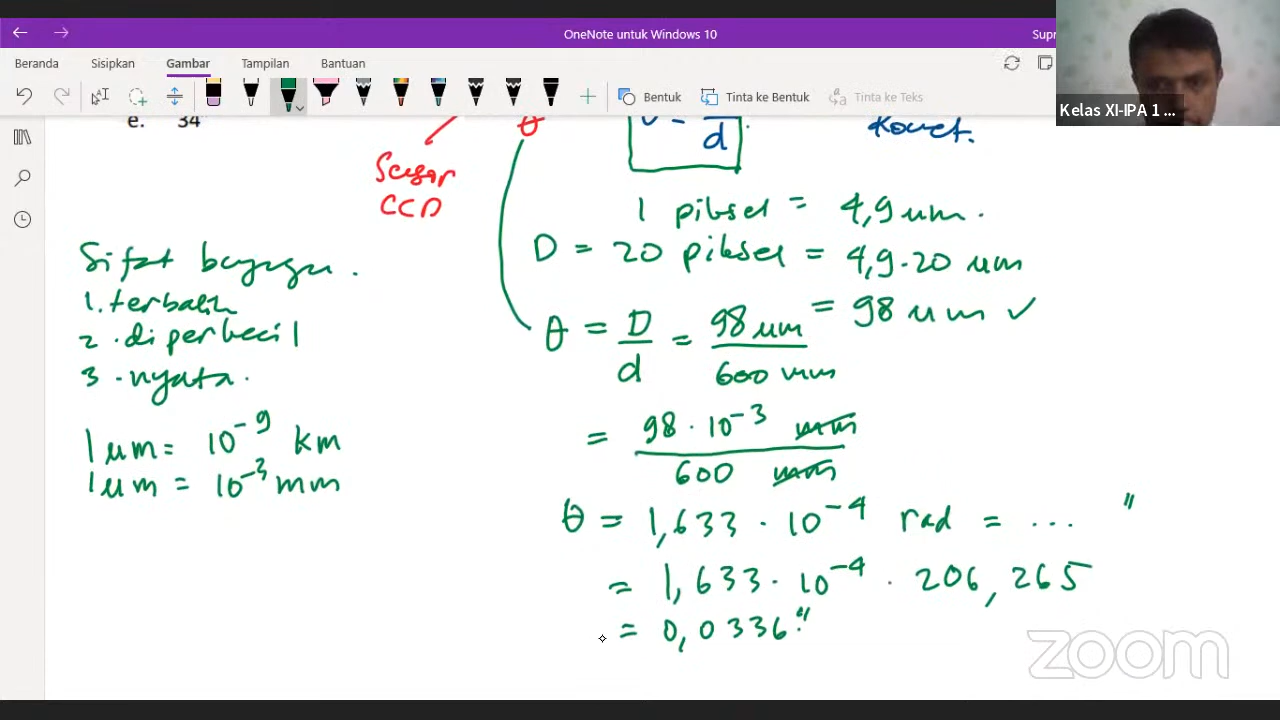 OneNote untuk Windows 10
Supr
Beranda Sisipkan Gambar Tampilan Bantuan
Bentuk Tinta ke Bentuk Tinta ke Teks
Kelas XI-IPA 1 ...
e. 34
θ
d
Sensor
CCD
1 piksel = 4,9 um.
D = 20 piksel = 4,9.20 um
= 98 um ✓
θ = D/d = 98 um / 600 mm
= 98 . 10⁻³ mm / 600 mm
θ = 1,633 . 10⁻⁴ rad = ... "
= 1,633 . 10⁻⁴ . 206,265
= 0,0336"
Sifat bayangan.
1. terbalik
2. diperkecil
3. nyata.
1 um = 10⁻⁹ km
1 um = 10⁻³ mm
zoom